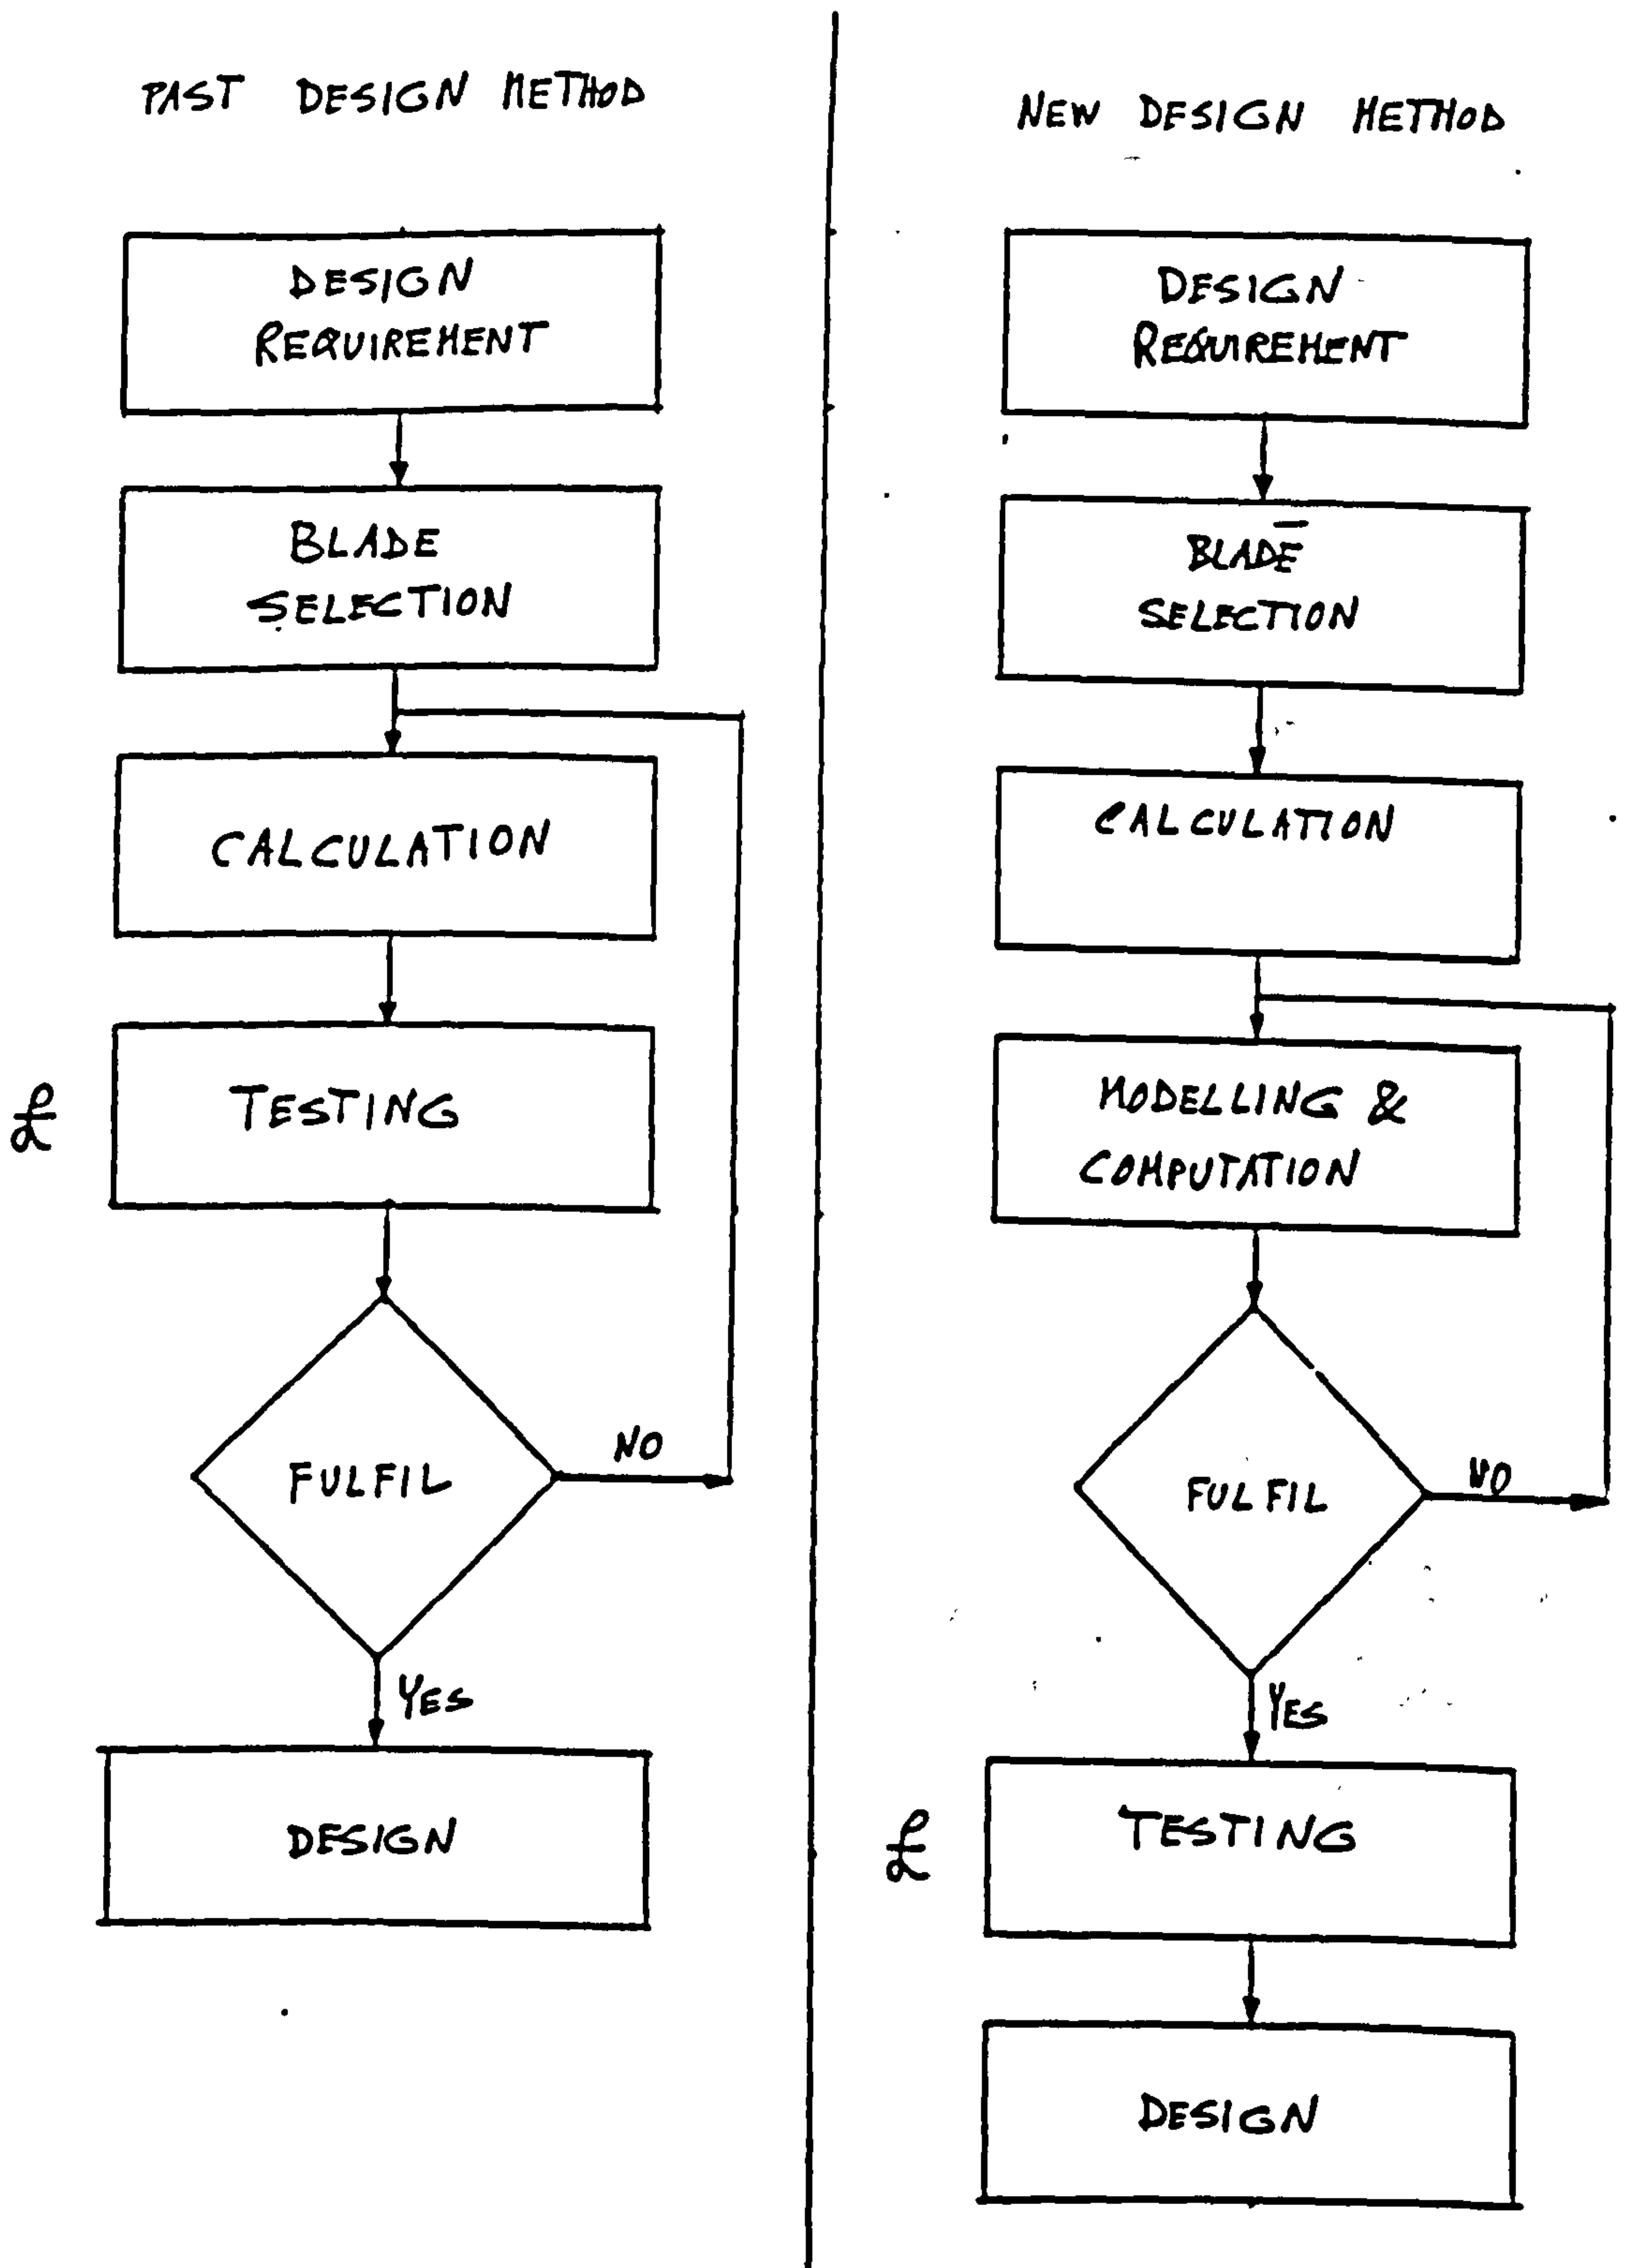 PAST DESIGN METHOD
DESIGN
REQUIREMENT
BLADE
SELECTION
CALCULATION
£
TESTING
FULFIL
NO
YES
DESIGN
NEW DESIGN METHOD
DESIGN
REQUIREMENT
BLADE
SELECTION
CALCULATION
MODELLING &
COMPUTATION
FULFIL
NO
YES
£
TESTING
DESIGN